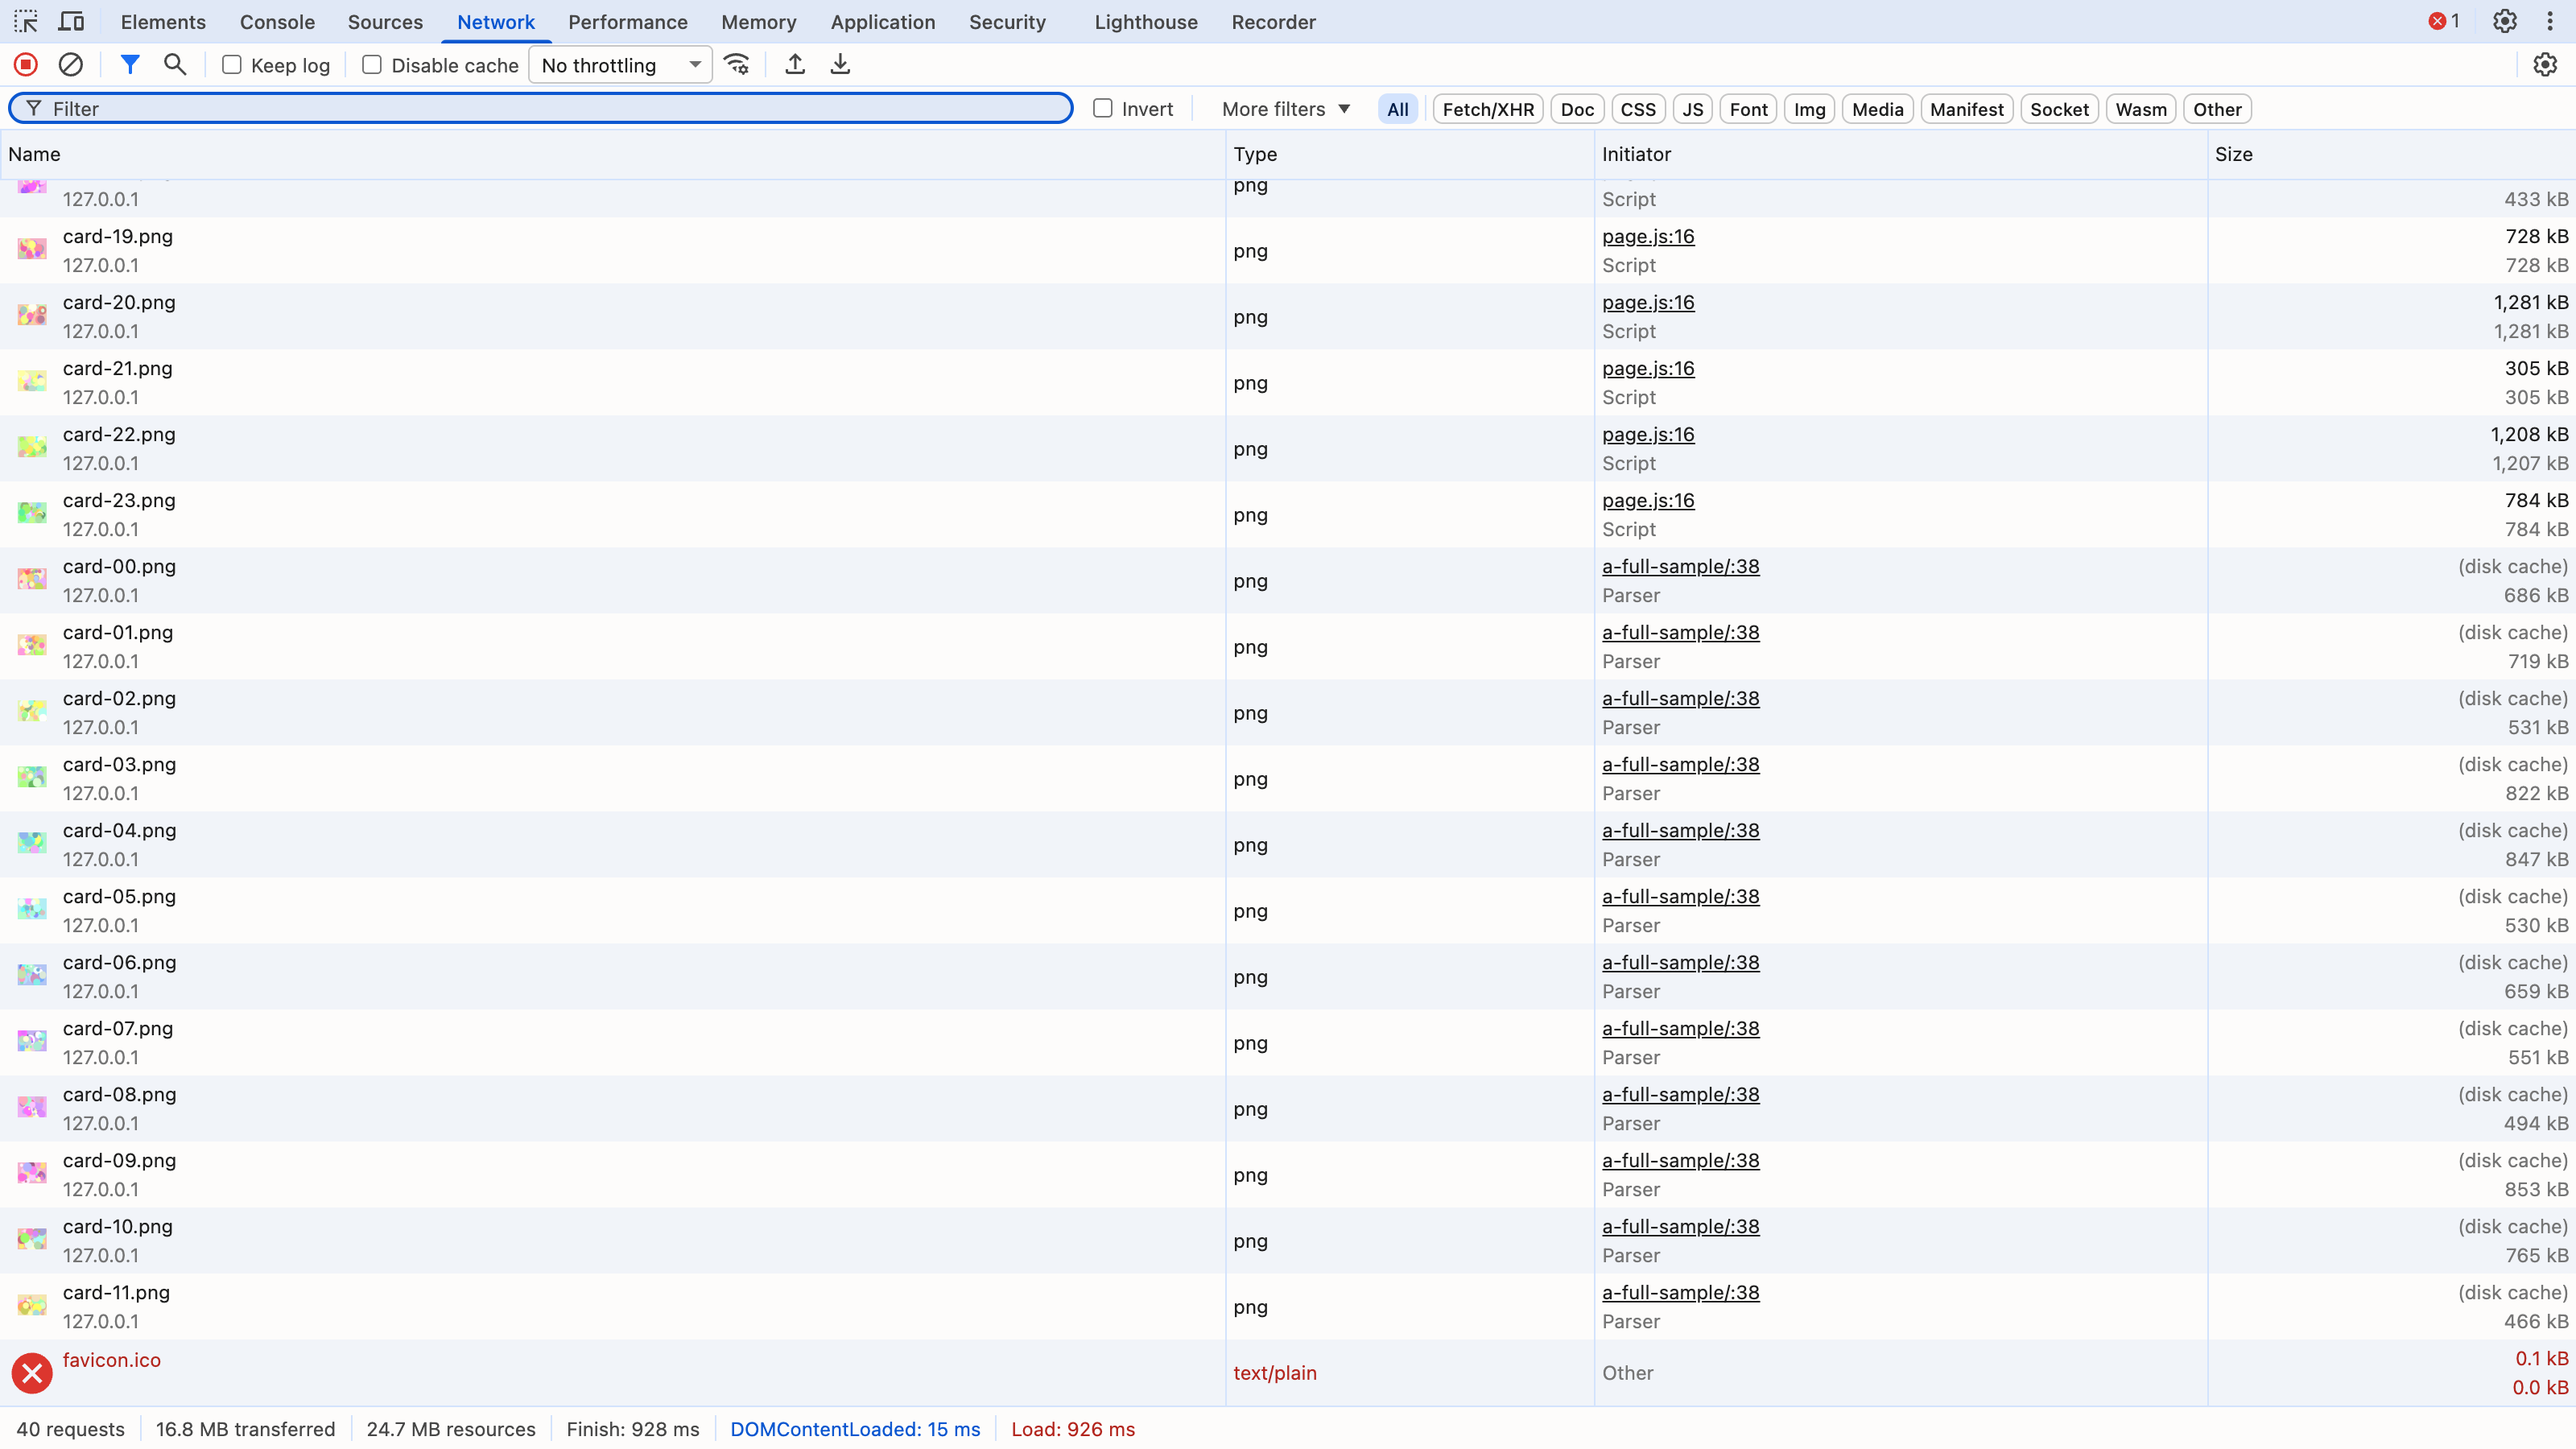 Elements Console Sources Network Performance Memory Application Security Lighthouse Recorder 1
Keep log Disable cache No throttling
Filter Invert More filters All Fetch/XHR Doc CSS JS Font Img Media Manifest Socket Wasm Other
Name Type Initiator Size
png
127.0.0.1 Script 433 kB
card-19.png page.js:16 728 kB
png
127.0.0.1 Script 728 kB
card-20.png page.js:16 1,281 kB
png
127.0.0.1 Script 1,281 kB
card-21.png page.js:16 305 kB
png
127.0.0.1 Script 305 kB
card-22.png page.js:16 1,208 kB
png
127.0.0.1 Script 1,207 kB
card-23.png page.js:16 784 kB
png
127.0.0.1 Script 784 kB
card-00.png a-full-sample/:38 (disk cache)
png
127.0.0.1 Parser 686 kB
card-01.png a-full-sample/:38 (disk cache)
png
127.0.0.1 Parser 719 kB
card-02.png a-full-sample/:38 (disk cache)
png
127.0.0.1 Parser 531 kB
card-03.png a-full-sample/:38 (disk cache)
png
127.0.0.1 Parser 822 kB
card-04.png a-full-sample/:38 (disk cache)
png
127.0.0.1 Parser 847 kB
card-05.png a-full-sample/:38 (disk cache)
png
127.0.0.1 Parser 530 kB
card-06.png a-full-sample/:38 (disk cache)
png
127.0.0.1 Parser 659 kB
card-07.png a-full-sample/:38 (disk cache)
png
127.0.0.1 Parser 551 kB
card-08.png a-full-sample/:38 (disk cache)
png
127.0.0.1 Parser 494 kB
card-09.png a-full-sample/:38 (disk cache)
png
127.0.0.1 Parser 853 kB
card-10.png a-full-sample/:38 (disk cache)
png
127.0.0.1 Parser 765 kB
card-11.png a-full-sample/:38 (disk cache)
png
127.0.0.1 Parser 466 kB
favicon.ico 0.1 kB
text/plain Other
0.0 kB
40 requests 16.8 MB transferred 24.7 MB resources Finish: 928 ms DOMContentLoaded: 15 ms Load: 926 ms